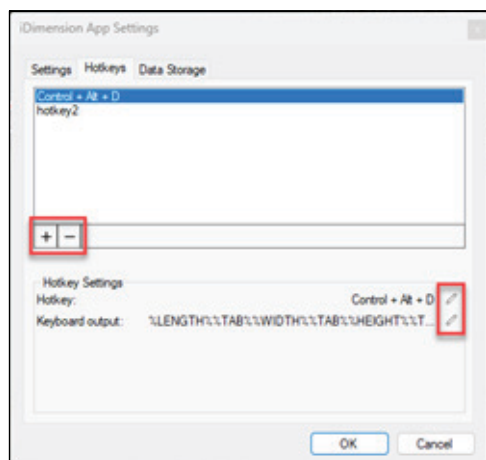 iDimension App Settings
Settings Hotkeys Data Storage
Control + Alt + D
hotkey2
+ −
Hotkey Settings
Hotkey: Control + Alt + D
Keyboard output: %LENGTH%%TAB%%WIDTH%%TAB%%HEIGHT%%T...
OK Cancel